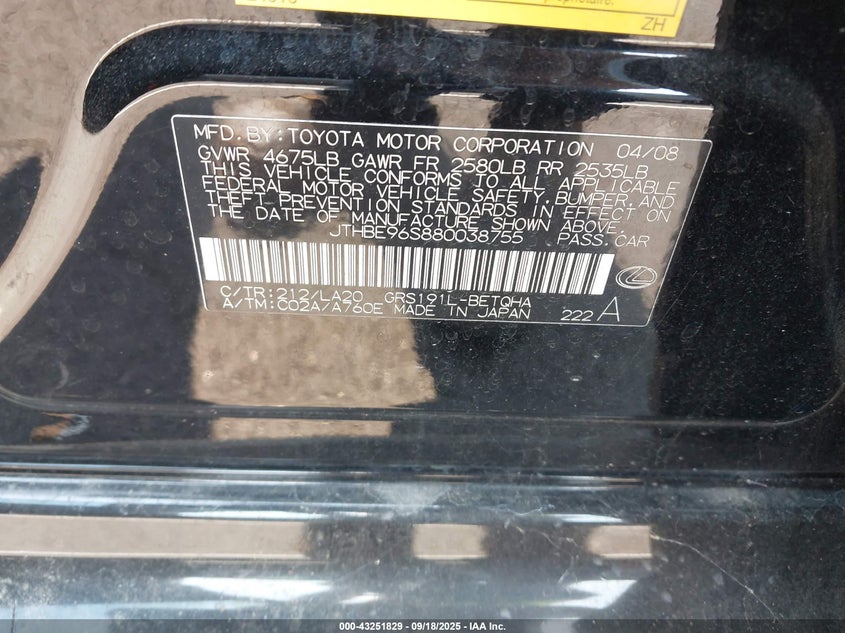 propriétaire.
ZH
MFD. BY: TOYOTA MOTOR CORPORATION 04/08
GVWR 4675LB GAWR FR 2580LB RR 2535LB
THIS VEHICLE CONFORMS TO ALL APPLICABLE
FEDERAL MOTOR VEHICLE SAFETY, BUMPER, AND
THEFT PREVENTION STANDARDS IN EFFECT ON
THE DATE OF MANUFACTURE SHOWN ABOVE.
JTHBE96S880038755 PASS. CAR
C/TR: 212/LA20 GRS191L-BETQHA
A/TM: C02A/A760E MADE IN JAPAN 222 A
000-43251829 - 09/18/2025 - IAA Inc.